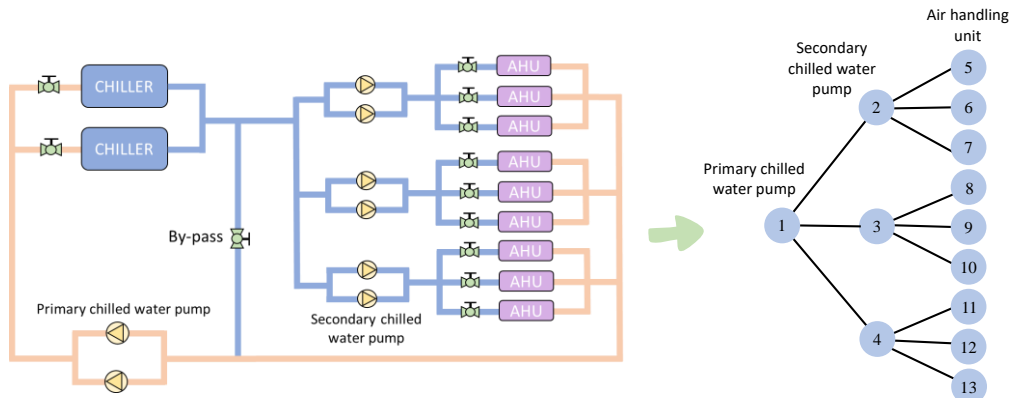 CHILLER
CHILLER
By-pass
Primary chilled water pump
Secondary chilled
water pump
AHU
AHU
AHU
AHU
AHU
AHU
AHU
AHU
AHU
Air handling
unit
Secondary
chilled water
pump
Primary chilled
water pump
1
2
3
4
5
6
7
8
9
10
11
12
13